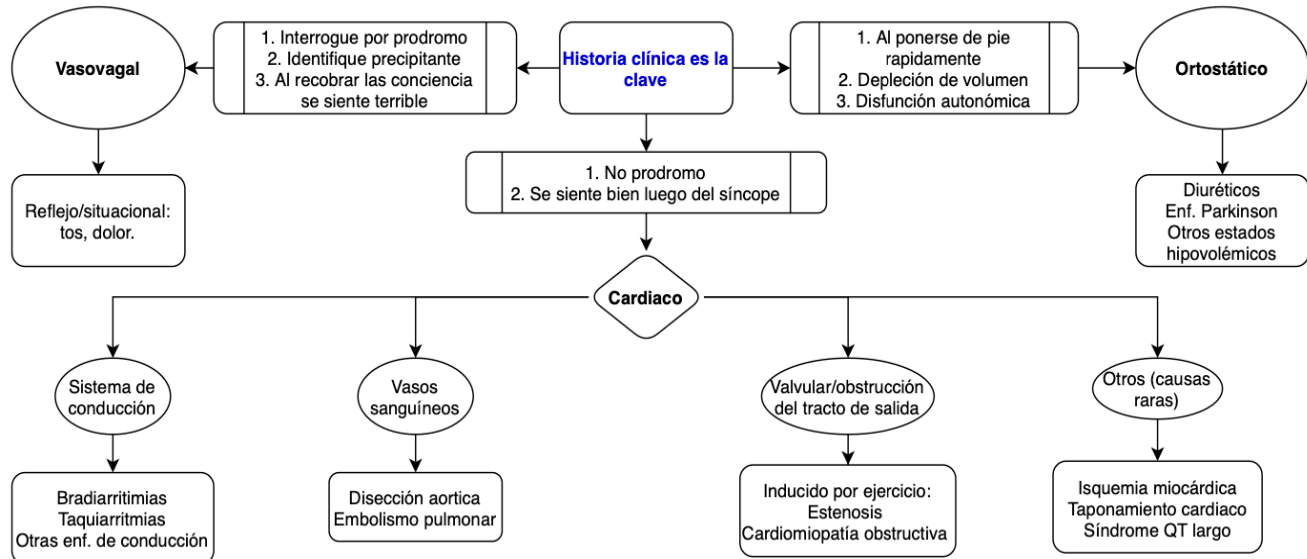 Vasovagal
1. Interrogue por prodromo
2. Identifique precipitante
3. Al recobrar las conciencia
se siente terrible
Historia clínica es la
clave
1. Al ponerse de pie
rapidamente
2. Depleción de volumen
3. Disfunción autonómica
Ortostático
Reflejo/situacional:
tos, dolor.
1. No prodromo
2. Se siente bien luego del síncope
Diuréticos
Enf. Parkinson
Otros estados
hipovolémicos
Cardiaco
Sistema de
conducción
Vasos
sanguíneos
Valvular/obstrucción
del tracto de salida
Otros (causas
raras)
Bradiarritimias
Taquiarritmias
Otras enf. de conducción
Disección aortica
Embolismo pulmonar
Inducido por ejercicio:
Estenosis
Cardiomiopatía obstructiva
Isquemia miocárdica
Taponamiento cardiaco
Síndrome QT largo